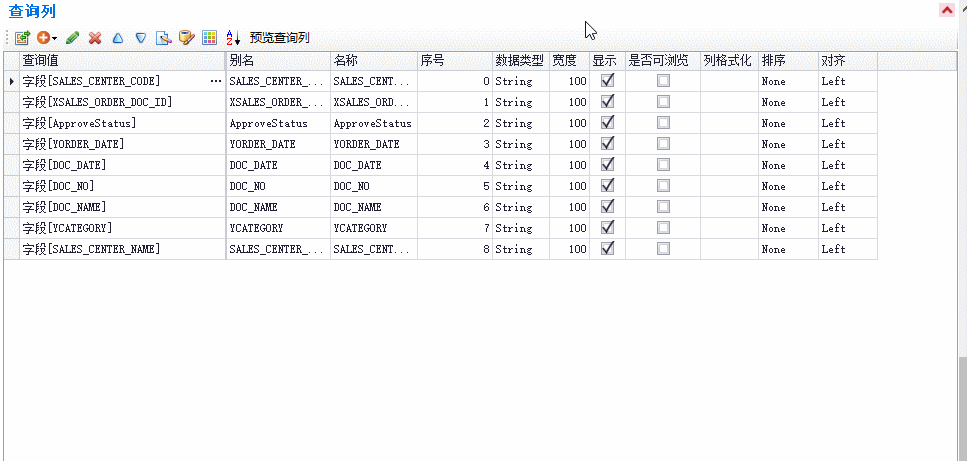 查询列
预览查询列
查询值 别名 名称 序号 数据类型 宽度 显示 是否可浏览 列格式化 排序 对齐
字段[SALES_CENTER_CODE] ... SALES_CENTER_... SALES_CENT... 0 String 100 None Left
字段[XSALES_ORDER_DOC_ID] XSALES_ORDER_... XSALES_ORD... 1 String 100 None Left
字段[ApproveStatus] ApproveStatus ApproveStatus 2 String 100 None Left
字段[YORDER_DATE] YORDER_DATE YORDER_DATE 3 String 100 None Left
字段[DOC_DATE] DOC_DATE DOC_DATE 4 String 100 None Left
字段[DOC_NO] DOC_NO DOC_NO 5 String 100 None Left
字段[DOC_NAME] DOC_NAME DOC_NAME 6 String 100 None Left
字段[YCATEGORY] YCATEGORY YCATEGORY 7 String 100 None Left
字段[SALES_CENTER_NAME] SALES_CENTER_... SALES_CENT... 8 String 100 None Left